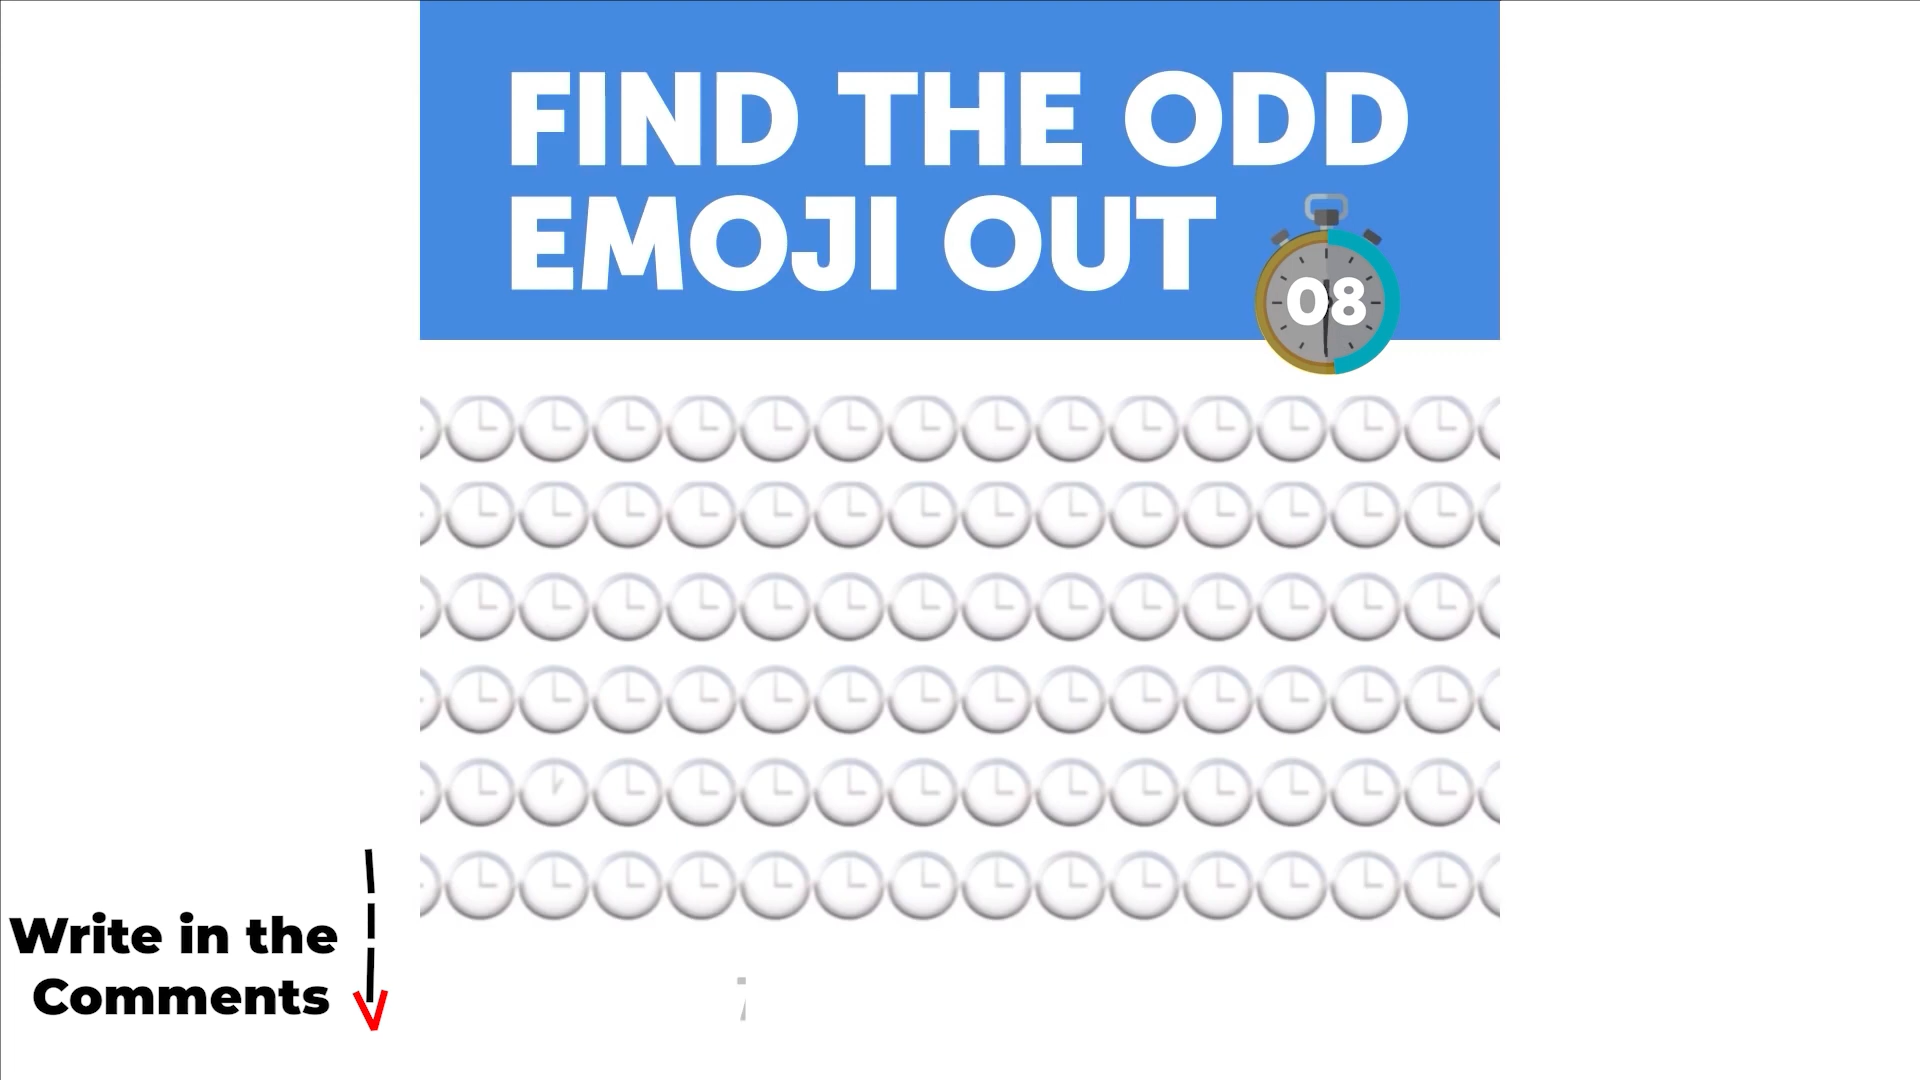 FIND THE ODD
EMOJI OUT
08
Write in the
Comments